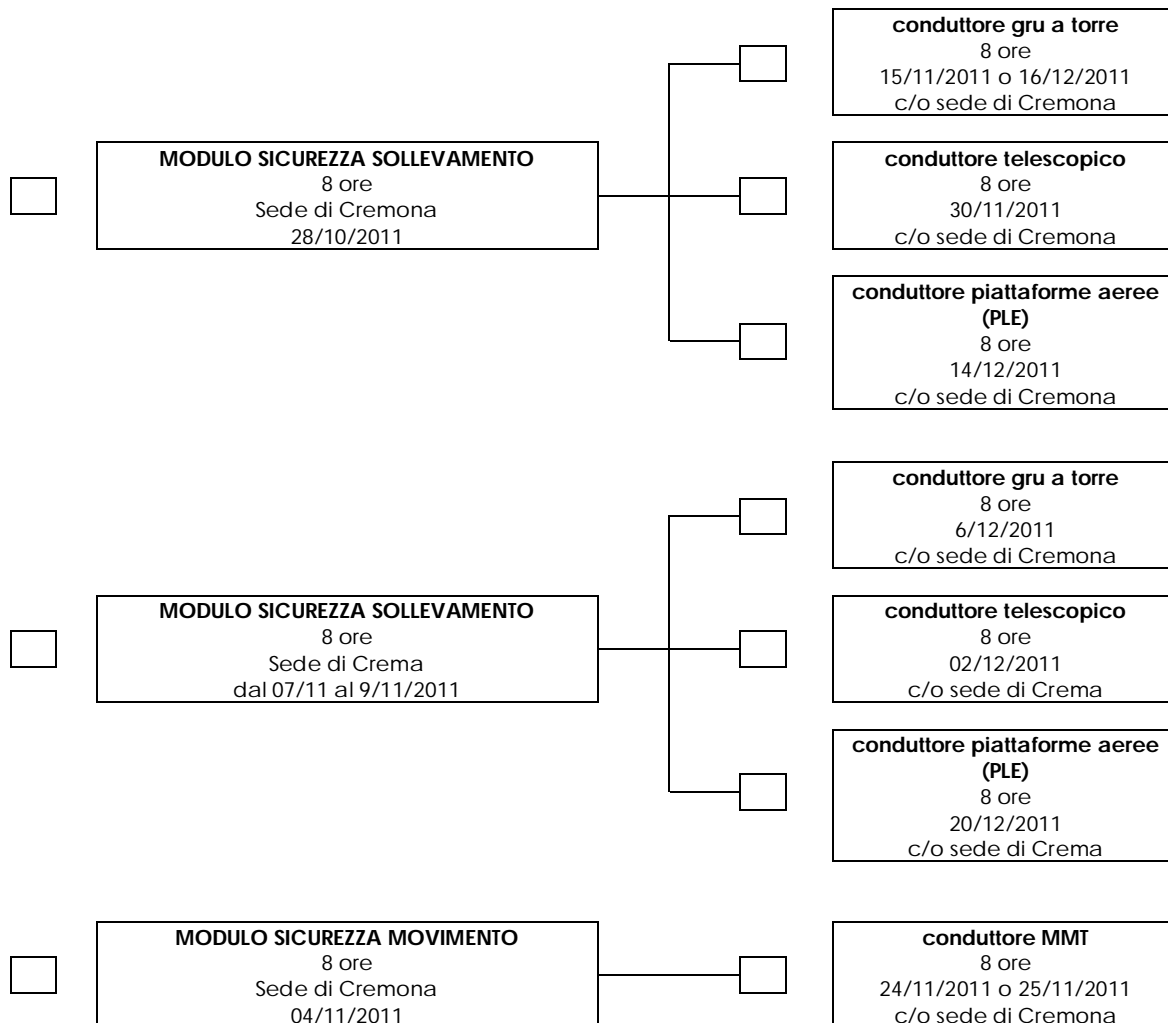 conduttore gru a torre
8 ore
15/11/2011 o 16/12/2011
c/o sede di Cremona
MODULO SICUREZZA SOLLEVAMENTO
8 ore
Sede di Cremona
28/10/2011
conduttore telescopico
8 ore
30/11/2011
c/o sede di Cremona
conduttore piattaforme aeree
(PLE)
8 ore
14/12/2011
c/o sede di Cremona
conduttore gru a torre
8 ore
6/12/2011
c/o sede di Cremona
MODULO SICUREZZA SOLLEVAMENTO
8 ore
Sede di Crema
dal 07/11 al 9/11/2011
conduttore telescopico
8 ore
02/12/2011
c/o sede di Crema
conduttore piattaforme aeree
(PLE)
8 ore
20/12/2011
c/o sede di Crema
MODULO SICUREZZA MOVIMENTO
8 ore
Sede di Cremona
04/11/2011
conduttore MMT
8 ore
24/11/2011 o 25/11/2011
c/o sede di Cremona